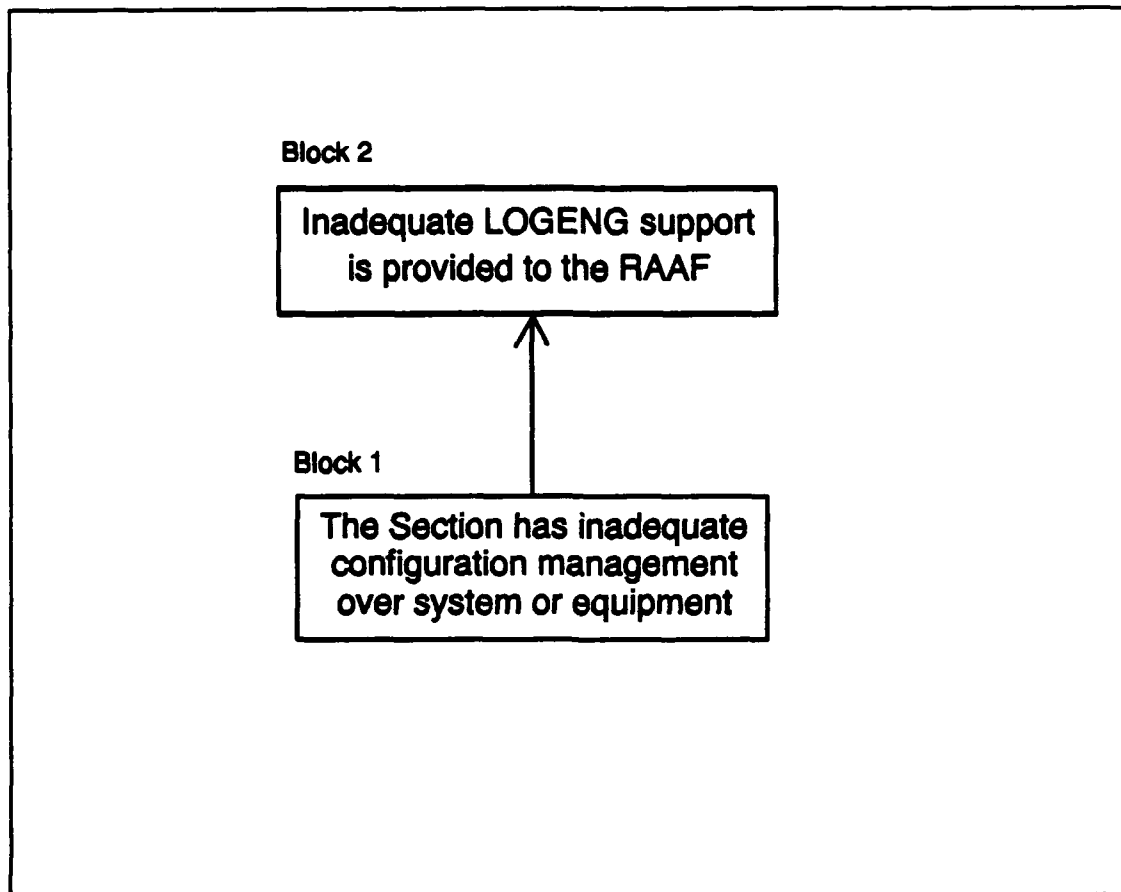 Block 2
Inadequate LOGENG support
is provided to the RAAF
Block 1
The Section has inadequate
configuration management
over system or equipment